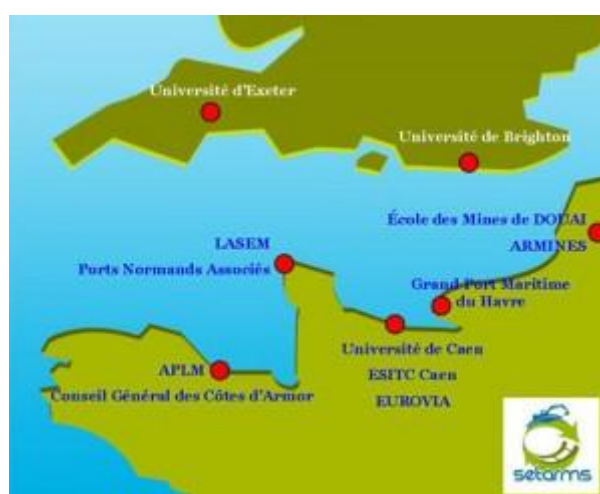 Université d'Exeter
Université de Brighton
École des Mines de DOUAI
ARMINES
LASEM
Ports Normands Associés
Grand Port Maritime
du Havre
Université de Caen
ESITC Caen
EUROVIA
APLM
Conseil Général des Côtes d'Armor
setarms